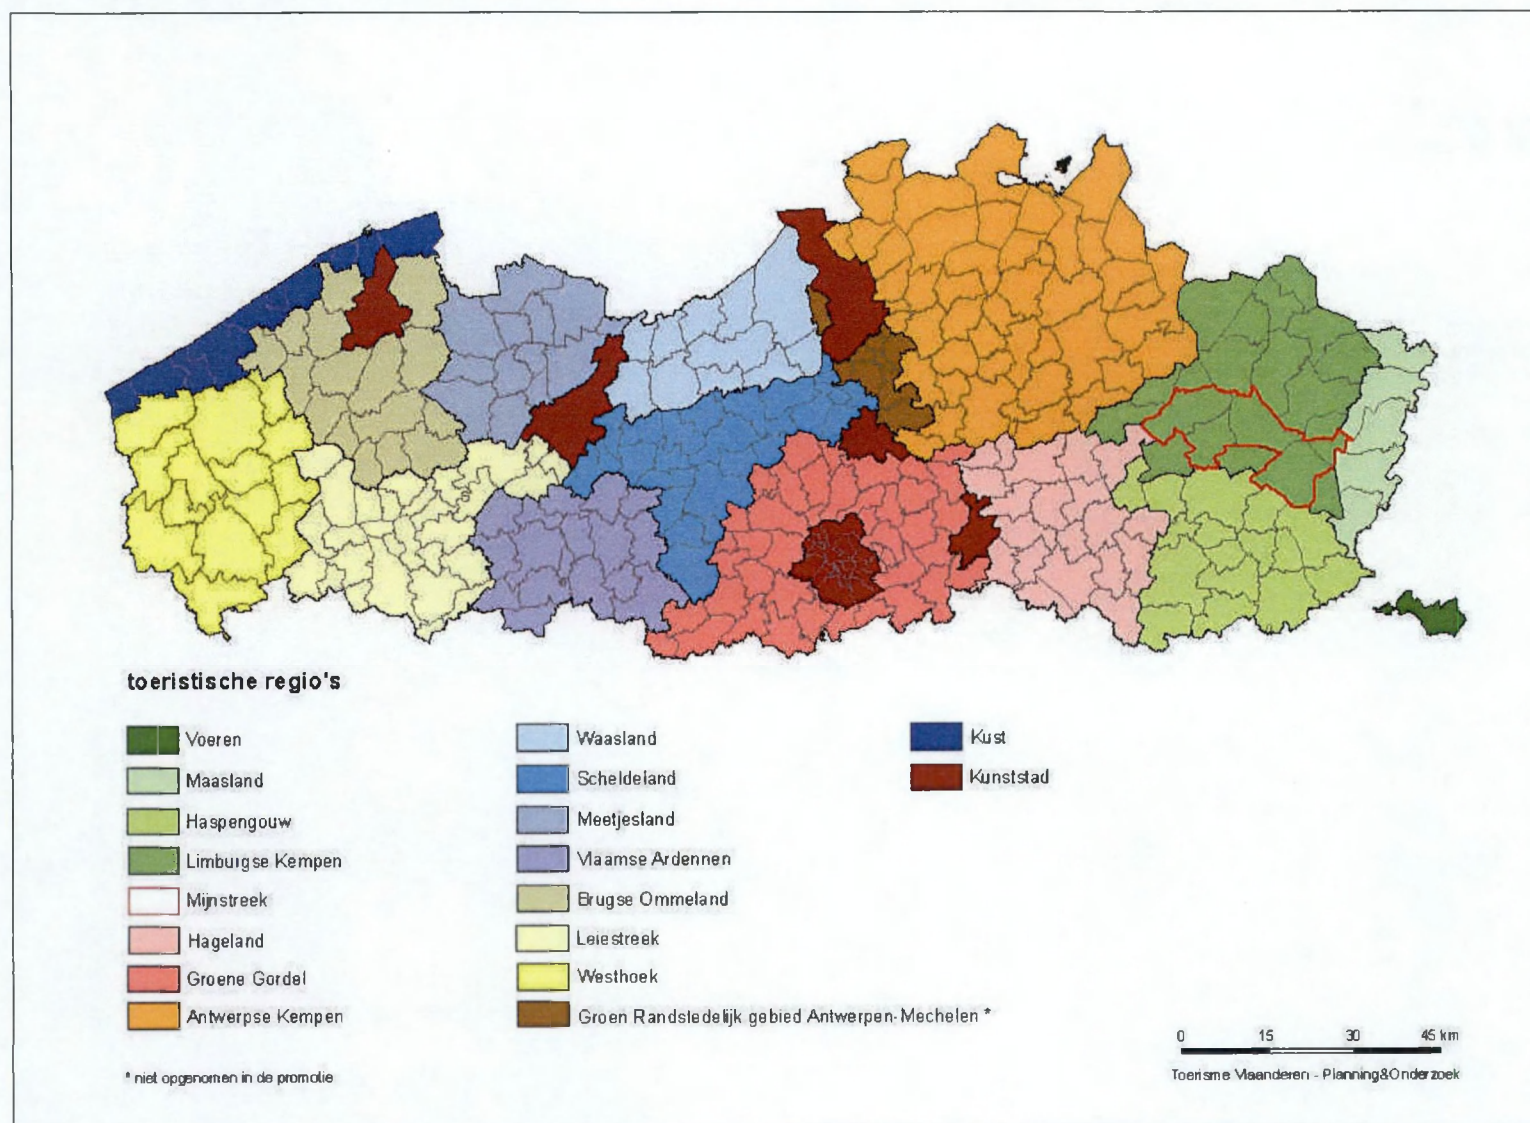 toeristische regio's
Voeren
Maasland
Haspengouw
Limburgse Kempen
Mijnstreek
Hageland
Groene Gordel
Antwerpse Kempen
Waasland
Scheldeland
Meetjesland
Vlaamse Ardennen
Brugse Ommeland
Leiestreek
Westhoek
Groen Randstedelijk gebied Antwerpen-Mechelen *
Kust
Kunststad
* niet opgenomen in de promotie
0 15 30 45 km
Toerisme Vlaanderen - Planning&Onderzoek